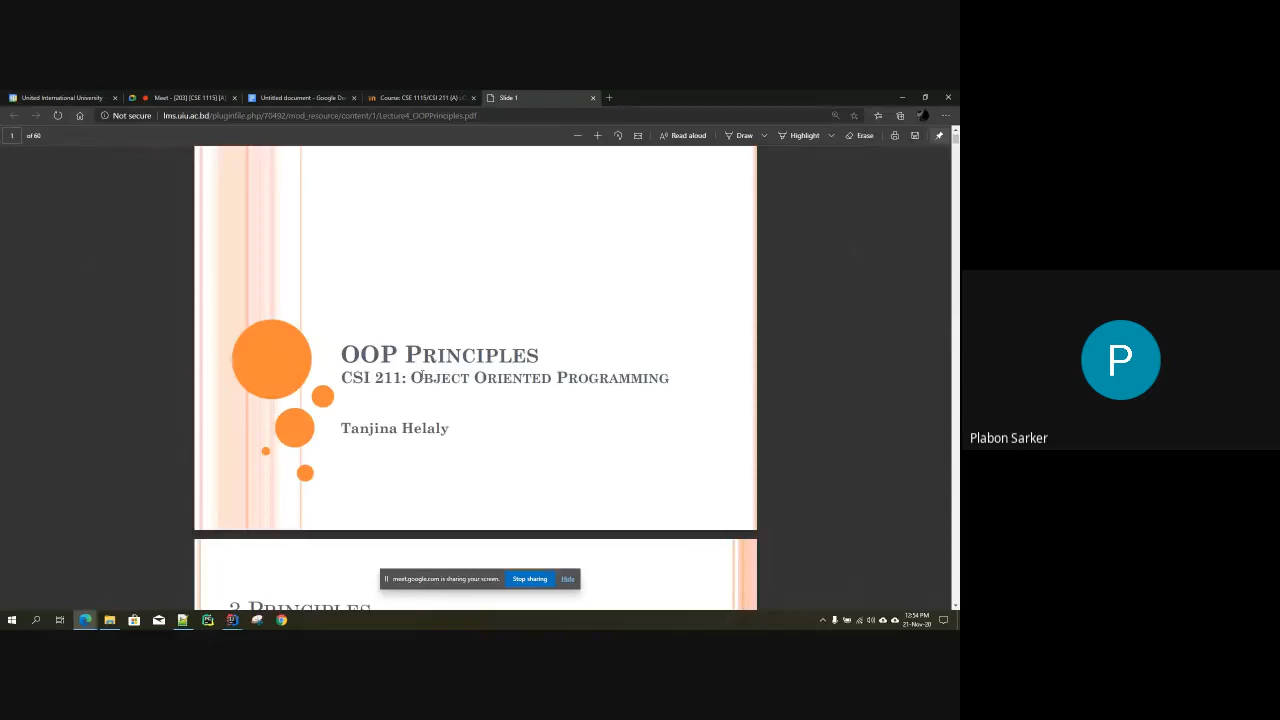 United International University
Meet - [203] [CSE 1115] [A]
Untitled document - Google Do
Course: CSE 1115/CSI 211 (A) : C
Slide 1
Not secure
lms.uiu.ac.bd/pluginfile.php/70492/mod_resource/content/1/Lecture4_OOPPrinciples.pdf
1 of 60
Read aloud
Draw
Highlight
Erase
OOP PRINCIPLES
CSI 211: OBJECT ORIENTED PROGRAMMING
Tanjina Helaly
P
Plabon Sarker
meet.google.com is sharing your screen.
Stop sharing
Hide
3 PRINCIPLES
12:54 PM
21-Nov-20